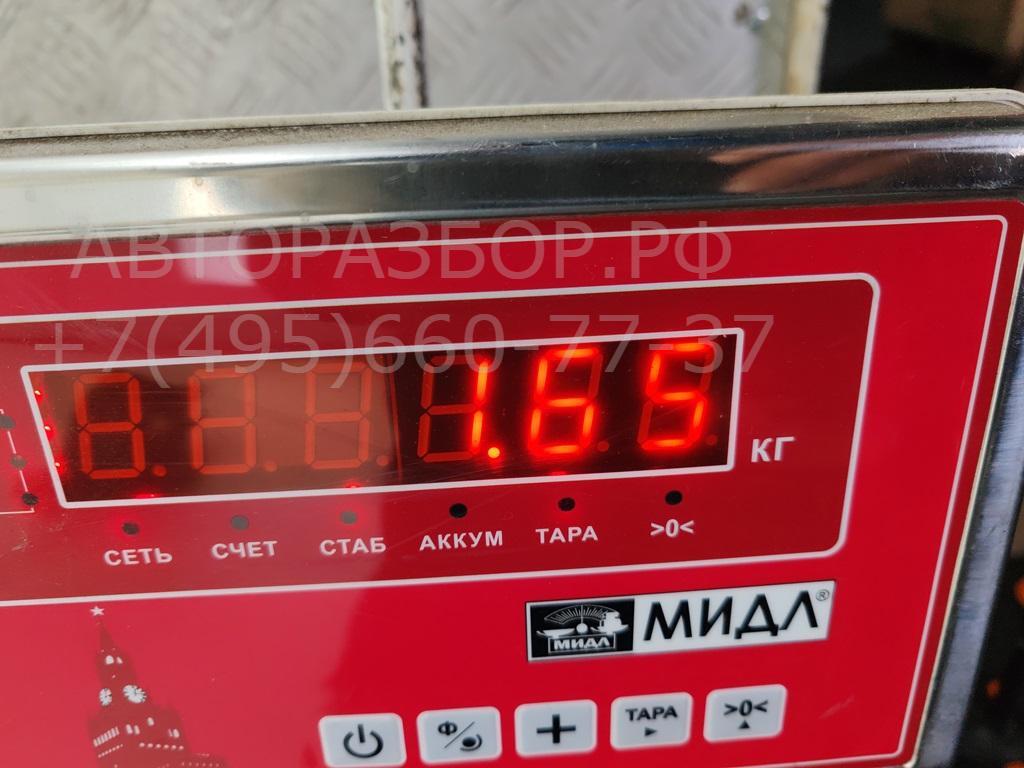 АВТОРАЗБОР.РФ
+7(495)660-77-37
1.65
КГ
СЕТЬ СЧЕТ СТАБ АККУМ ТАРА >0<
МИДЛ МИДЛ®
Ф ТАРА >0<